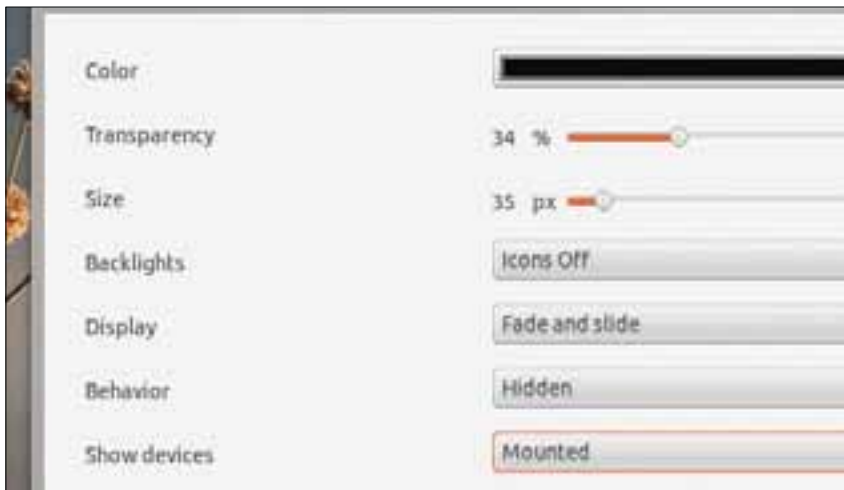 Color
Transparency 34 %
Size 35 px
Backlights Icons Off
Display Fade and slide
Behavior Hidden
Show devices Mounted